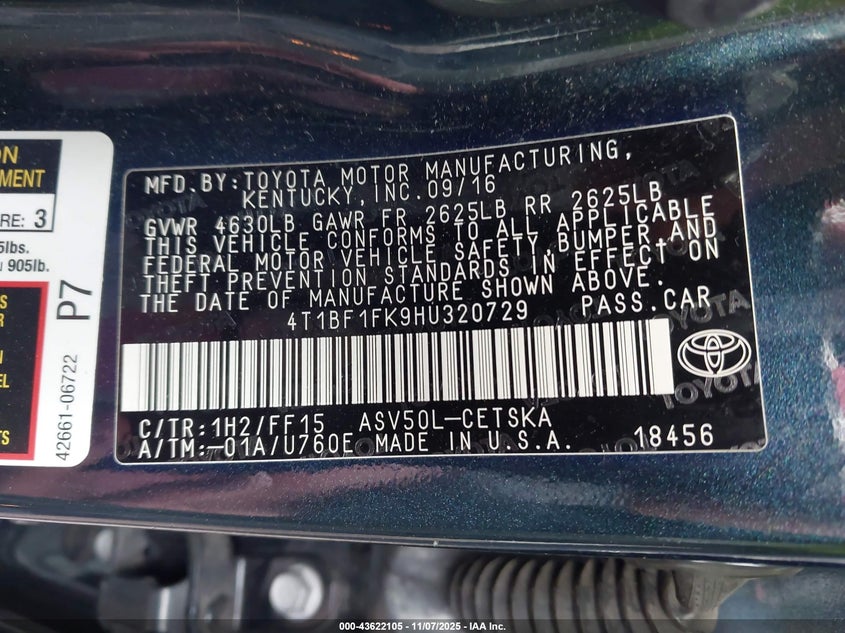 ON
MENT
RE: 3
5lbs.
905lb.
P7
S
EL
TS
42661-06722
MFD.BY:TOYOTA MOTOR MANUFACTURING,
KENTUCKY, INC.09/16
GVWR 4630LB GAWR FR 2625LB RR 2625LB
THIS VEHICLE CONFORMS TO ALL APPLICABLE
FEDERAL MOTOR VEHICLE SAFETY, BUMPER, AND
THEFT PREVENTION STANDARDS IN EFFECT ON
THE DATE OF MANUFACTURE SHOWN ABOVE.
4T1BF1FK9HU320729 PASS.CAR
C/TR:1H2/FF15 ASV50L-CETSKA
A/TM:-01A/U760E MADE IN U.S.A. 18456
000-43622105 - 11/07/2025 - IAA Inc.